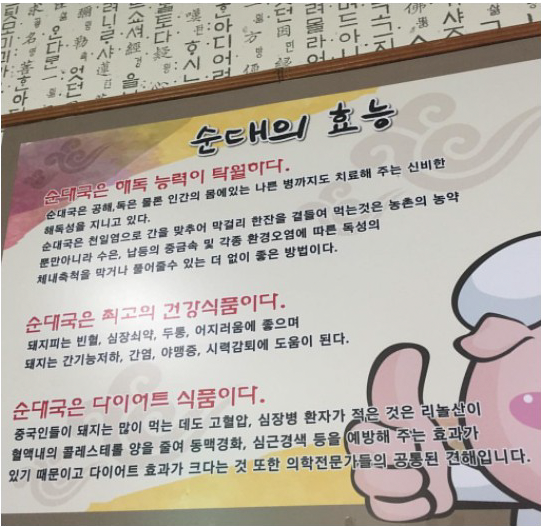 순대의 효능
순대국은 해독 능력이 탁월하다.
순대국은 공해,독은 물론 인간의 몸에있는 나쁜 병까지도 치료해 주는 신비한
해독성을 지니고 있다.
순대국은 천일염으로 간을 맞추어 막걸리 한잔을 곁들여 먹는것은 농촌의 농약
뿐만아니라 수은, 납등의 중금속 및 각종 환경오염에 따른 독성의
체내축척을 막거나 풀어줄수 있는 더 없이 좋은 방법이다.
순대국은 최고의 건강식품이다.
돼지피는 빈혈, 심장쇠약, 두통, 어지러움에 좋으며
돼지는 간기능저하, 간염, 야맹증, 시력감퇴에 도움이 된다.
순대국은 다이어트 식품이다.
중국인들이 돼지는 많이 먹는 데도 고혈압, 심장병 환자가 적은 것은 리놀산이
혈액내의 콜레스테롤 양을 줄여 동맥경화, 심근경색 등을 예방해 주는 효과가
있기 때문이고 다이어트 효과가 크다는 것 또한 의학전문가들의 공통된 견해입니다.